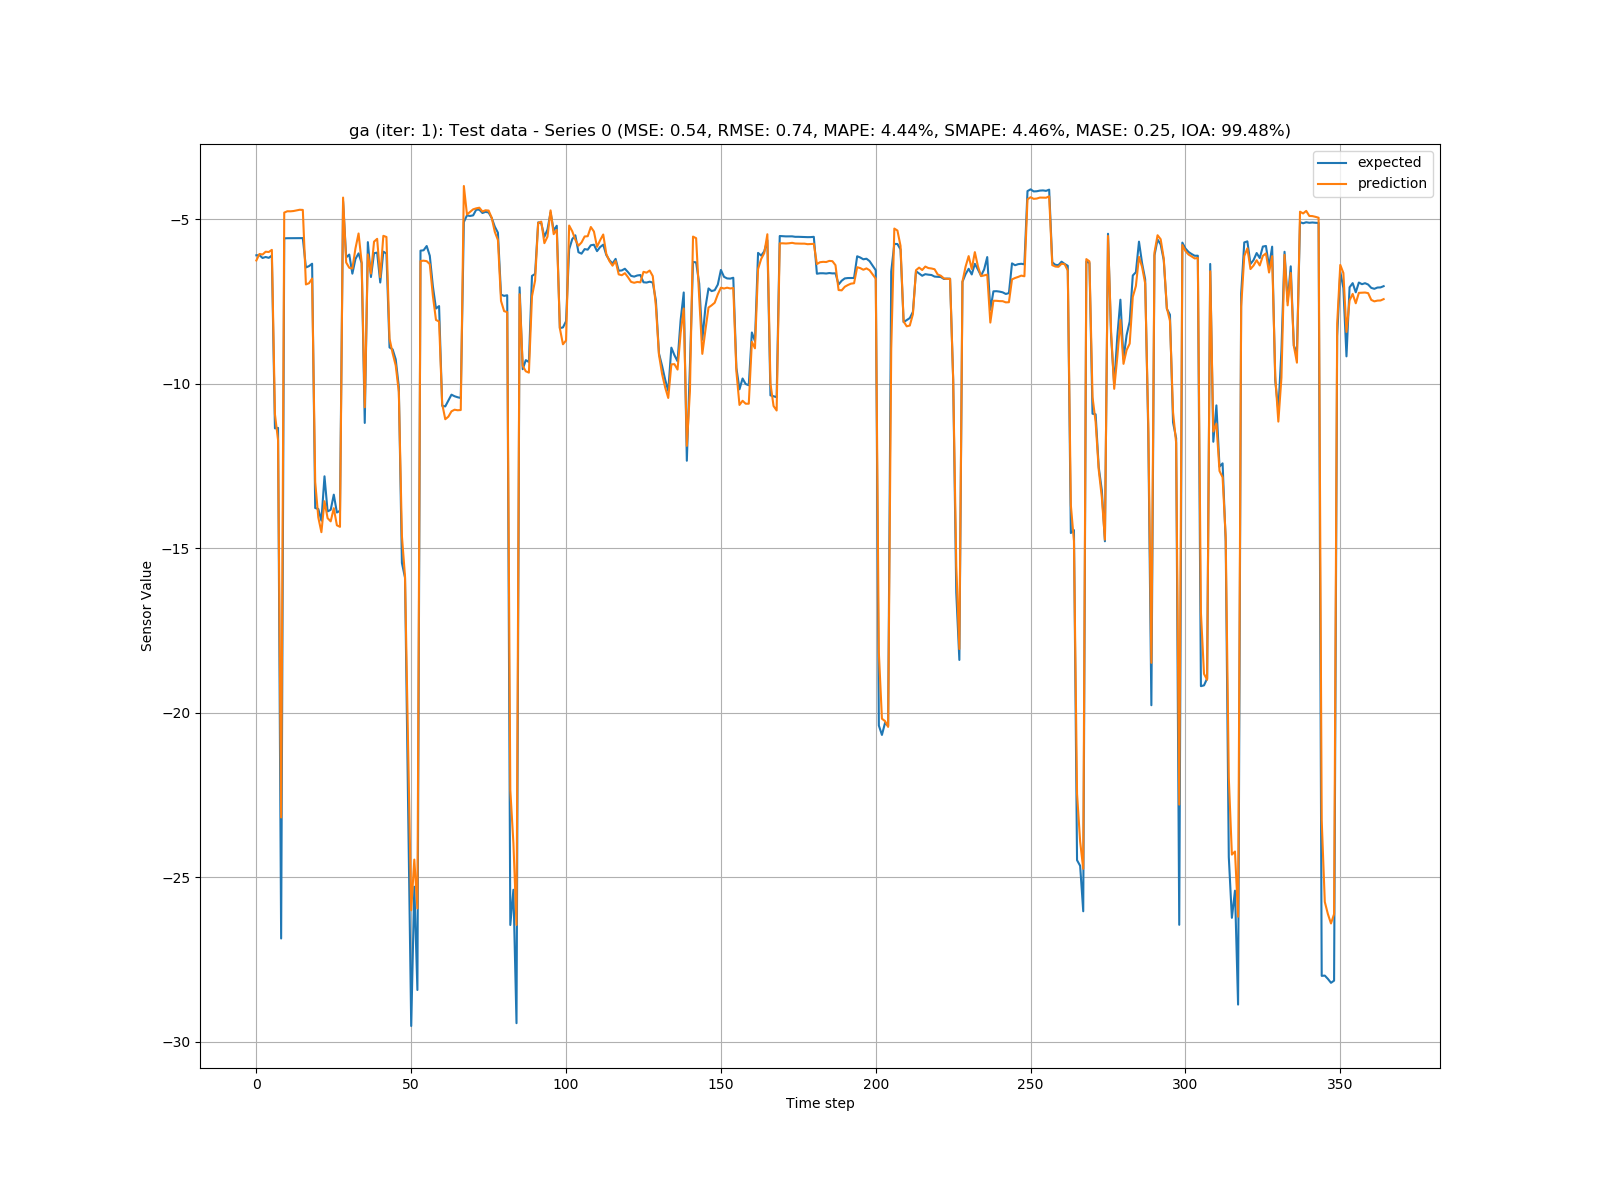 ga (iter: 1): Test data - Series 0 (MSE: 0.54, RMSE: 0.74, MAPE: 4.44%, SMAPE: 4.46%, MASE: 0.25, IOA: 99.48%)
expected
prediction
Sensor Value
−5
−10
−15
−20
−25
−30
0 50 100 150 200 250 300 350
Time step